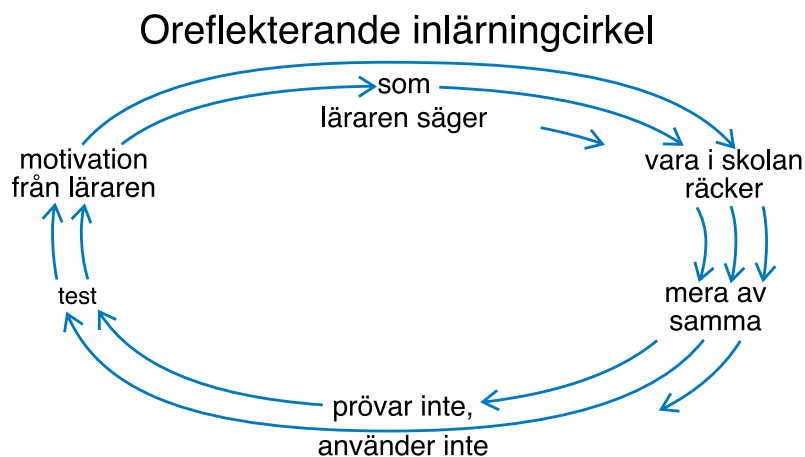 Oreflekterande inlärningcirkel
som
läraren säger
motivation
från läraren
vara i skolan
räcker
test
mera av
samma
prövar inte,
använder inte